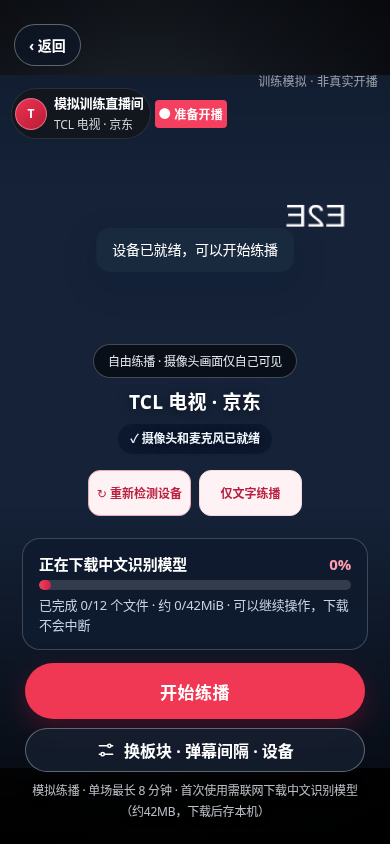 ‹ 返回
训练模拟 · 非真实开播
T
模拟训练直播间
TCL 电视 · 京东
准备开播
E2E
设备已就绪，可以开始练播
自由练播 · 摄像头画面仅自己可见
TCL 电视 · 京东
✓ 摄像头和麦克风已就绪
↻ 重新检测设备
仅文字练播
正在下载中文识别模型
0%
已完成 0/12 个文件 · 约 0/42MiB · 可以继续操作，下载
不会中断
开始练播
换板块 · 弹幕间隔 · 设备
模拟练播 · 单场最长 8 分钟 · 首次使用需联网下载中文识别模型
（约42MB，下载后存本机）